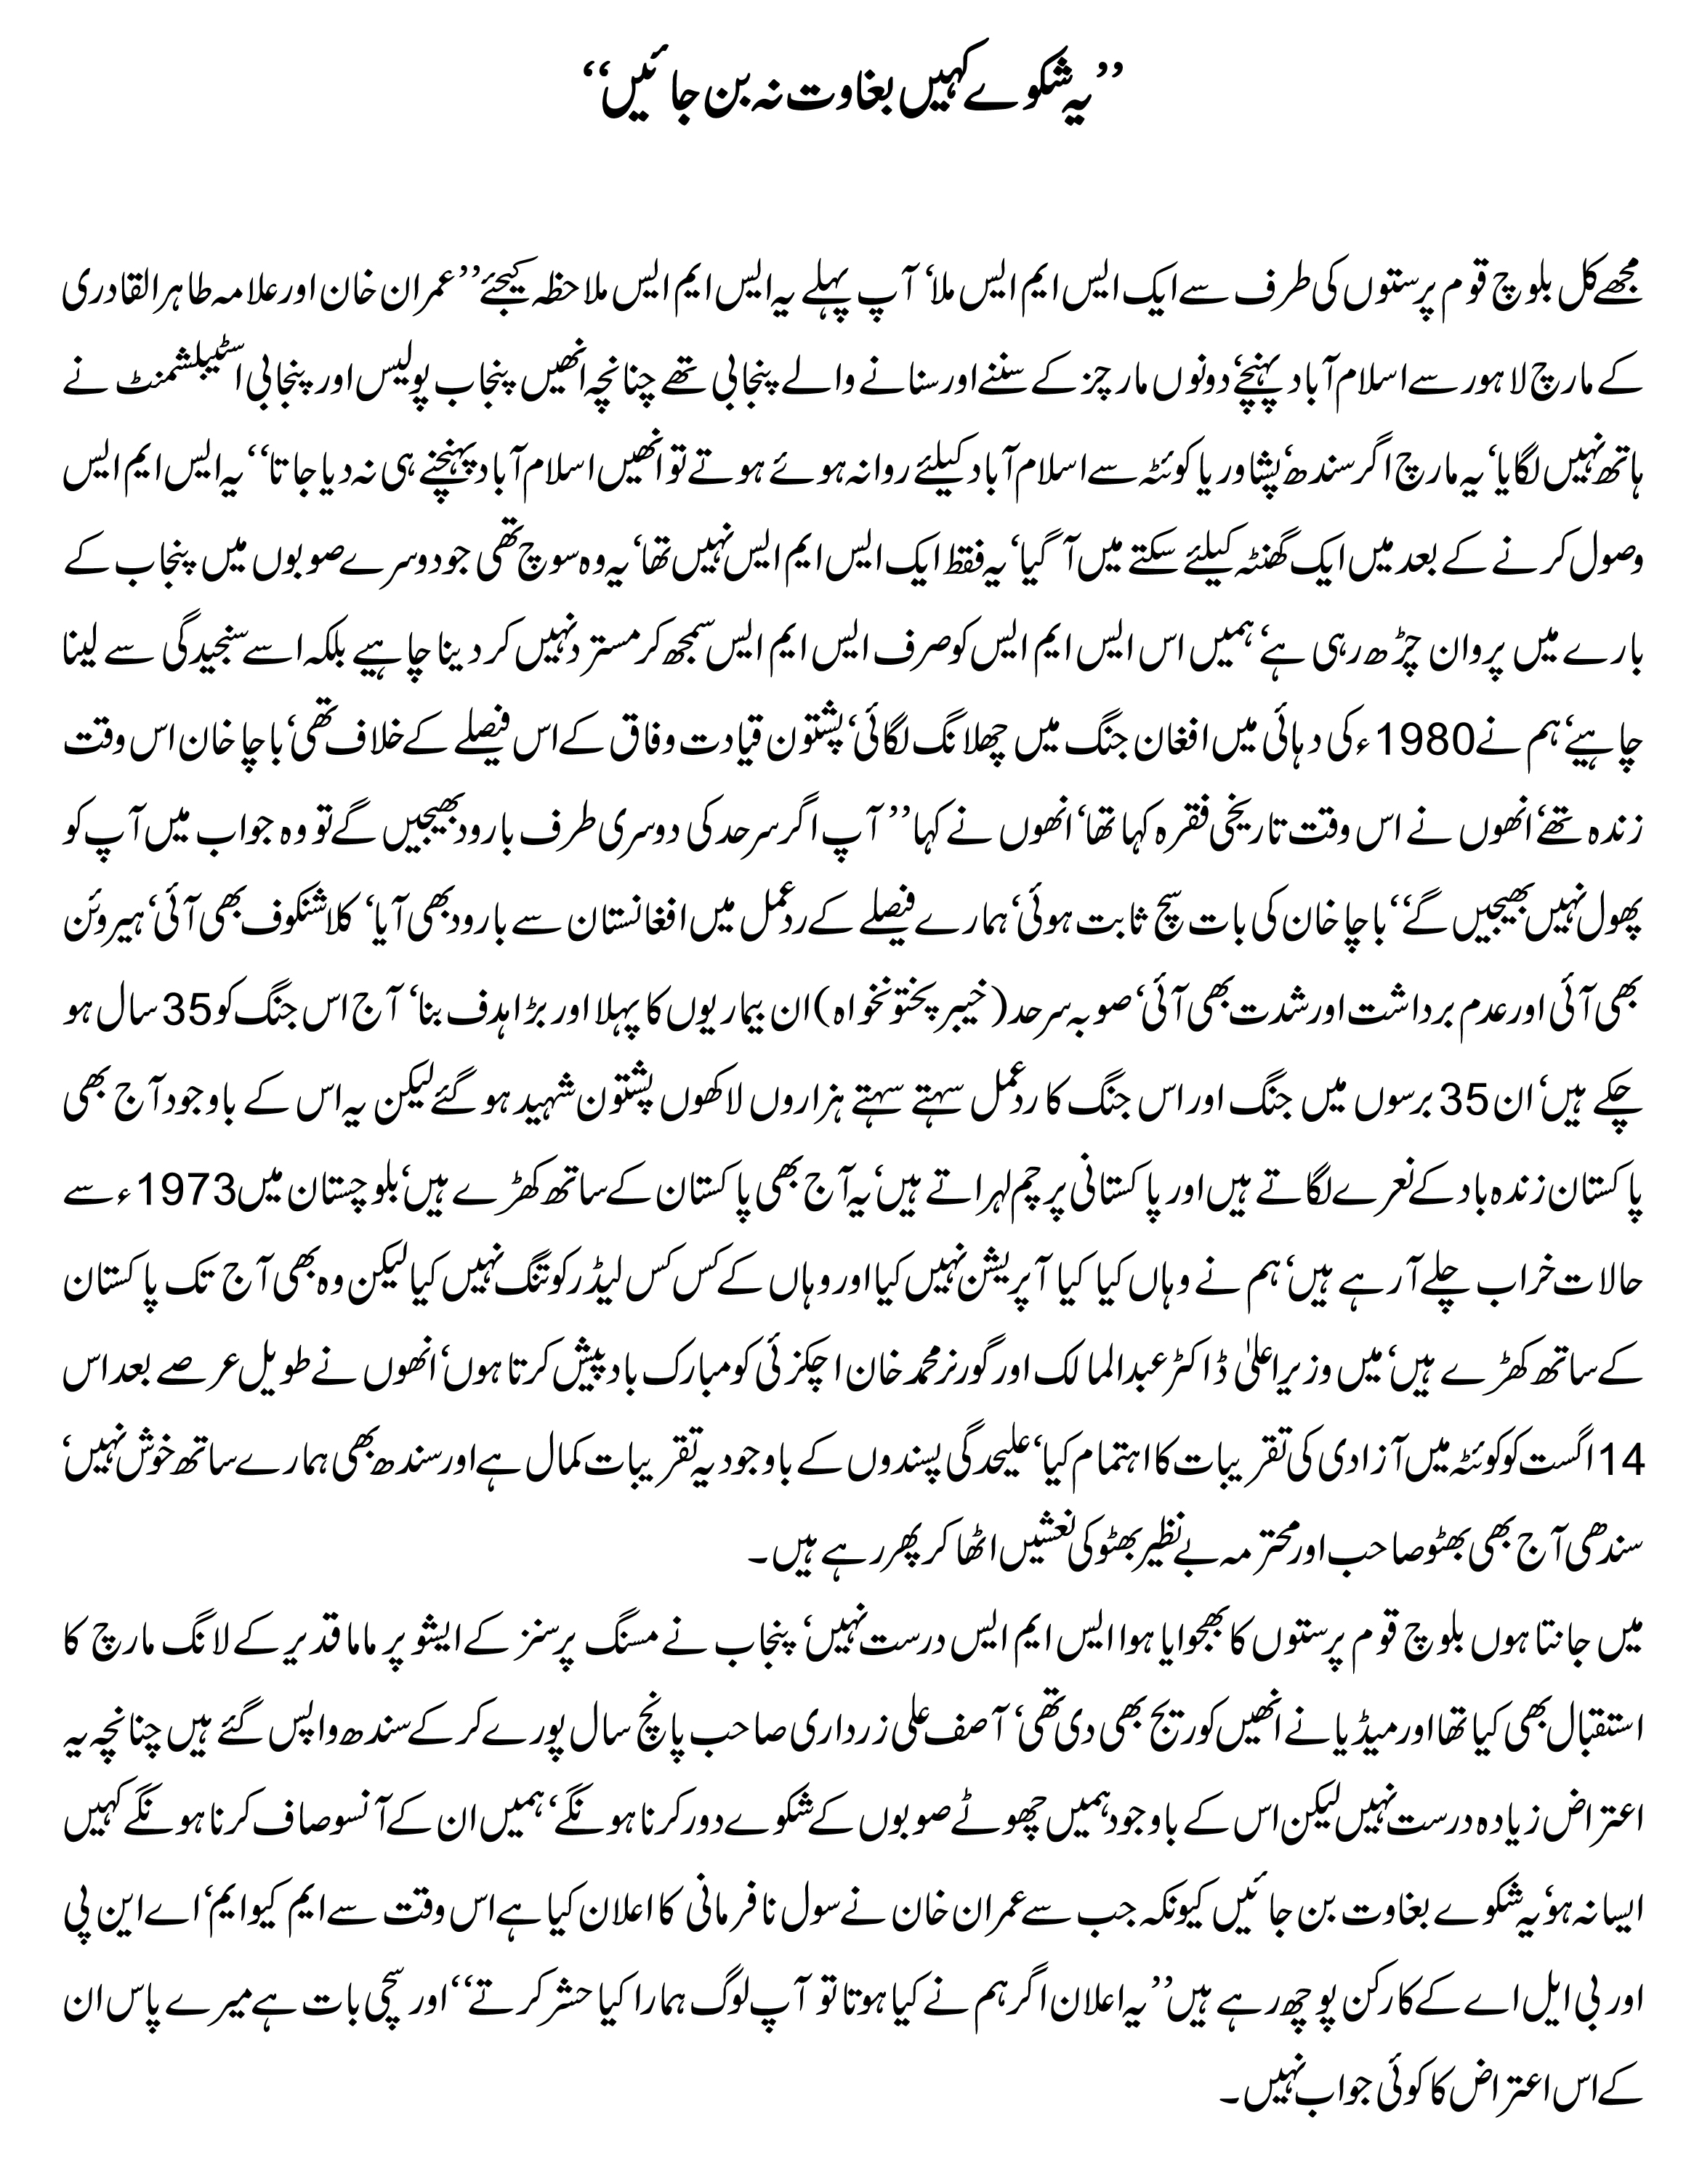 ’’یہ شکوے کہیں بغاوت نہ بن جائیں‘‘
مجھے کل بلوچ قوم پرستوں کی طرف سے ایک ایس ایم ایس ملا‘ آپ پہلے یہ ایس ایم ایس ملاحظہ کیجئے’’عمران خان اور علامہ طاہر القادری
کے مارچ لاہور سے اسلام آباد پہنچے‘ دونوں مارچز کے سننے اور سنانے والے پنجابی تھے چنانچہ انھیں پنجاب پولیس اور پنجابی اسٹیبلشمنٹ نے
ہاتھ نہیں لگایا‘ یہ مارچ اگر سندھ‘ پشاور یا کوئٹہ سے اسلام آباد کیلئے روانہ ہوئے ہوتے تو انھیں اسلام آباد پہنچنے ہی نہ دیا جاتا‘‘ یہ ایس ایم ایس
وصول کرنے کے بعد میں ایک گھنٹہ کیلئے سکتے میں آ گیا‘ یہ فقط ایک ایس ایم ایس نہیں تھا‘ یہ وہ سوچ تھی جو دوسرے صوبوں میں پنجاب کے
بارے میں پروان چڑھ رہی ہے‘ ہمیں اس ایس ایم ایس کو صرف ایس ایم ایس سمجھ کر مسترد نہیں کر دینا چاہیے بلکہ اسے سنجیدگی سے لینا
چاہیے‘ ہم نے 1980ء کی دہائی میں افغان جنگ میں چھلانگ لگائی‘ پشتون قیادت وفاق کے اس فیصلے کے خلاف تھی‘ باچا خان اس وقت
زندہ تھے‘ انھوں نے اس وقت تاریخی فقرہ کہا تھا‘ انھوں نے کہا’’ آپ اگر سرحد کی دوسری طرف بارود بھیجیں گے تو وہ جواب میں آپ کو
پھول نہیں بھیجیں گے‘‘ باچا خان کی بات سچ ثابت ہوئی‘ ہمارے فیصلے کے ردعمل میں افغانستان سے بارود بھی آیا‘ کلاشنکوف بھی آئی‘ ہیروئن
بھی آئی اور عدم برداشت اور شدت بھی آئی‘ صوبہ سرحد (خیبر پختونخواہ) ان بیماریوں کا پہلا اور بڑا ہدف بنا‘ آج اس جنگ کو 35 سال ہو
چکے ہیں‘ ان 35 برسوں میں جنگ اور اس جنگ کا ردعمل سہتے سہتے ہزاروں لاکھوں پشتون شہید ہو گئے لیکن یہ اس کے باوجود آج بھی
پاکستان زندہ باد کے نعرے لگاتے ہیں اور پاکستانی پرچم لہراتے ہیں‘ یہ آج بھی پاکستان کے ساتھ کھڑے ہیں‘ بلوچستان میں 1973ء سے
حالات خراب چلے آ رہے ہیں‘ ہم نے وہاں کیا کیا آپریشن نہیں کیا اور وہاں کے کس کس لیڈر کو تنگ نہیں کیا لیکن وہ بھی آج تک پاکستان
کے ساتھ کھڑے ہیں‘ میں وزیراعلیٰ ڈاکٹر عبدالمالک اور گورنر محمد خان اچکزئی کو مبارک باد پیش کرتا ہوں‘ انھوں نے طویل عرصے بعد اس
14 اگست کو کوئٹہ میں آزادی کی تقریبات کا اہتمام کیا‘ علیحدگی پسندوں کے باوجود یہ تقریبات کمال ہے اور سندھ بھی ہمارے ساتھ خوش نہیں‘
سندھی آج بھی بھٹو صاحب اور محترمہ بے نظیر بھٹو کی نعشیں اٹھا کر پھر رہے ہیں۔
میں جانتا ہوں بلوچ قوم پرستوں کا بھجوایا ہوا ایس ایم ایس درست نہیں‘ پنجاب نے مسنگ پرسنز کے ایشو پر ماما قدیر کے لانگ مارچ کا
استقبال بھی کیا تھا اور میڈیا نے انھیں کوریج بھی دی تھی‘ آصف علی زرداری صاحب پانچ سال پورے کر کے سندھ واپس گئے ہیں چنانچہ یہ
اعتراض زیادہ درست نہیں لیکن اس کے باوجود ہمیں چھوٹے صوبوں کے شکوے دور کرنا ہونگے‘ ہمیں ان کے آنسو صاف کرنا ہونگے کہیں
ایسا نہ ہو‘ یہ شکوے بغاوت بن جائیں کیونکہ جب سے عمران خان نے سول نافرمانی کا اعلان کیا ہے اس وقت سے ایم کیو ایم‘ اے این پی
اور بی ایل اے کے کارکن پوچھ رہے ہیں’’ یہ اعلان اگر ہم نے کیا ہوتا تو آپ لوگ ہمارا کیا حشر کرتے‘‘ اور سچی بات ہے میرے پاس ان
کے اس اعتراض کا کوئی جواب نہیں۔